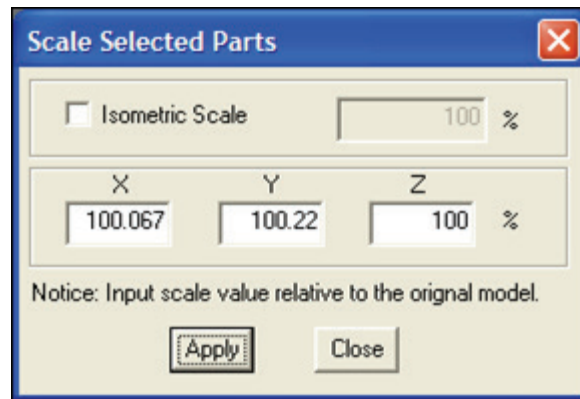 Scale Selected Parts
Isometric Scale 100 %
X Y Z
100.067 100.22 100 %
Notice: Input scale value relative to the orignal model.
Apply Close